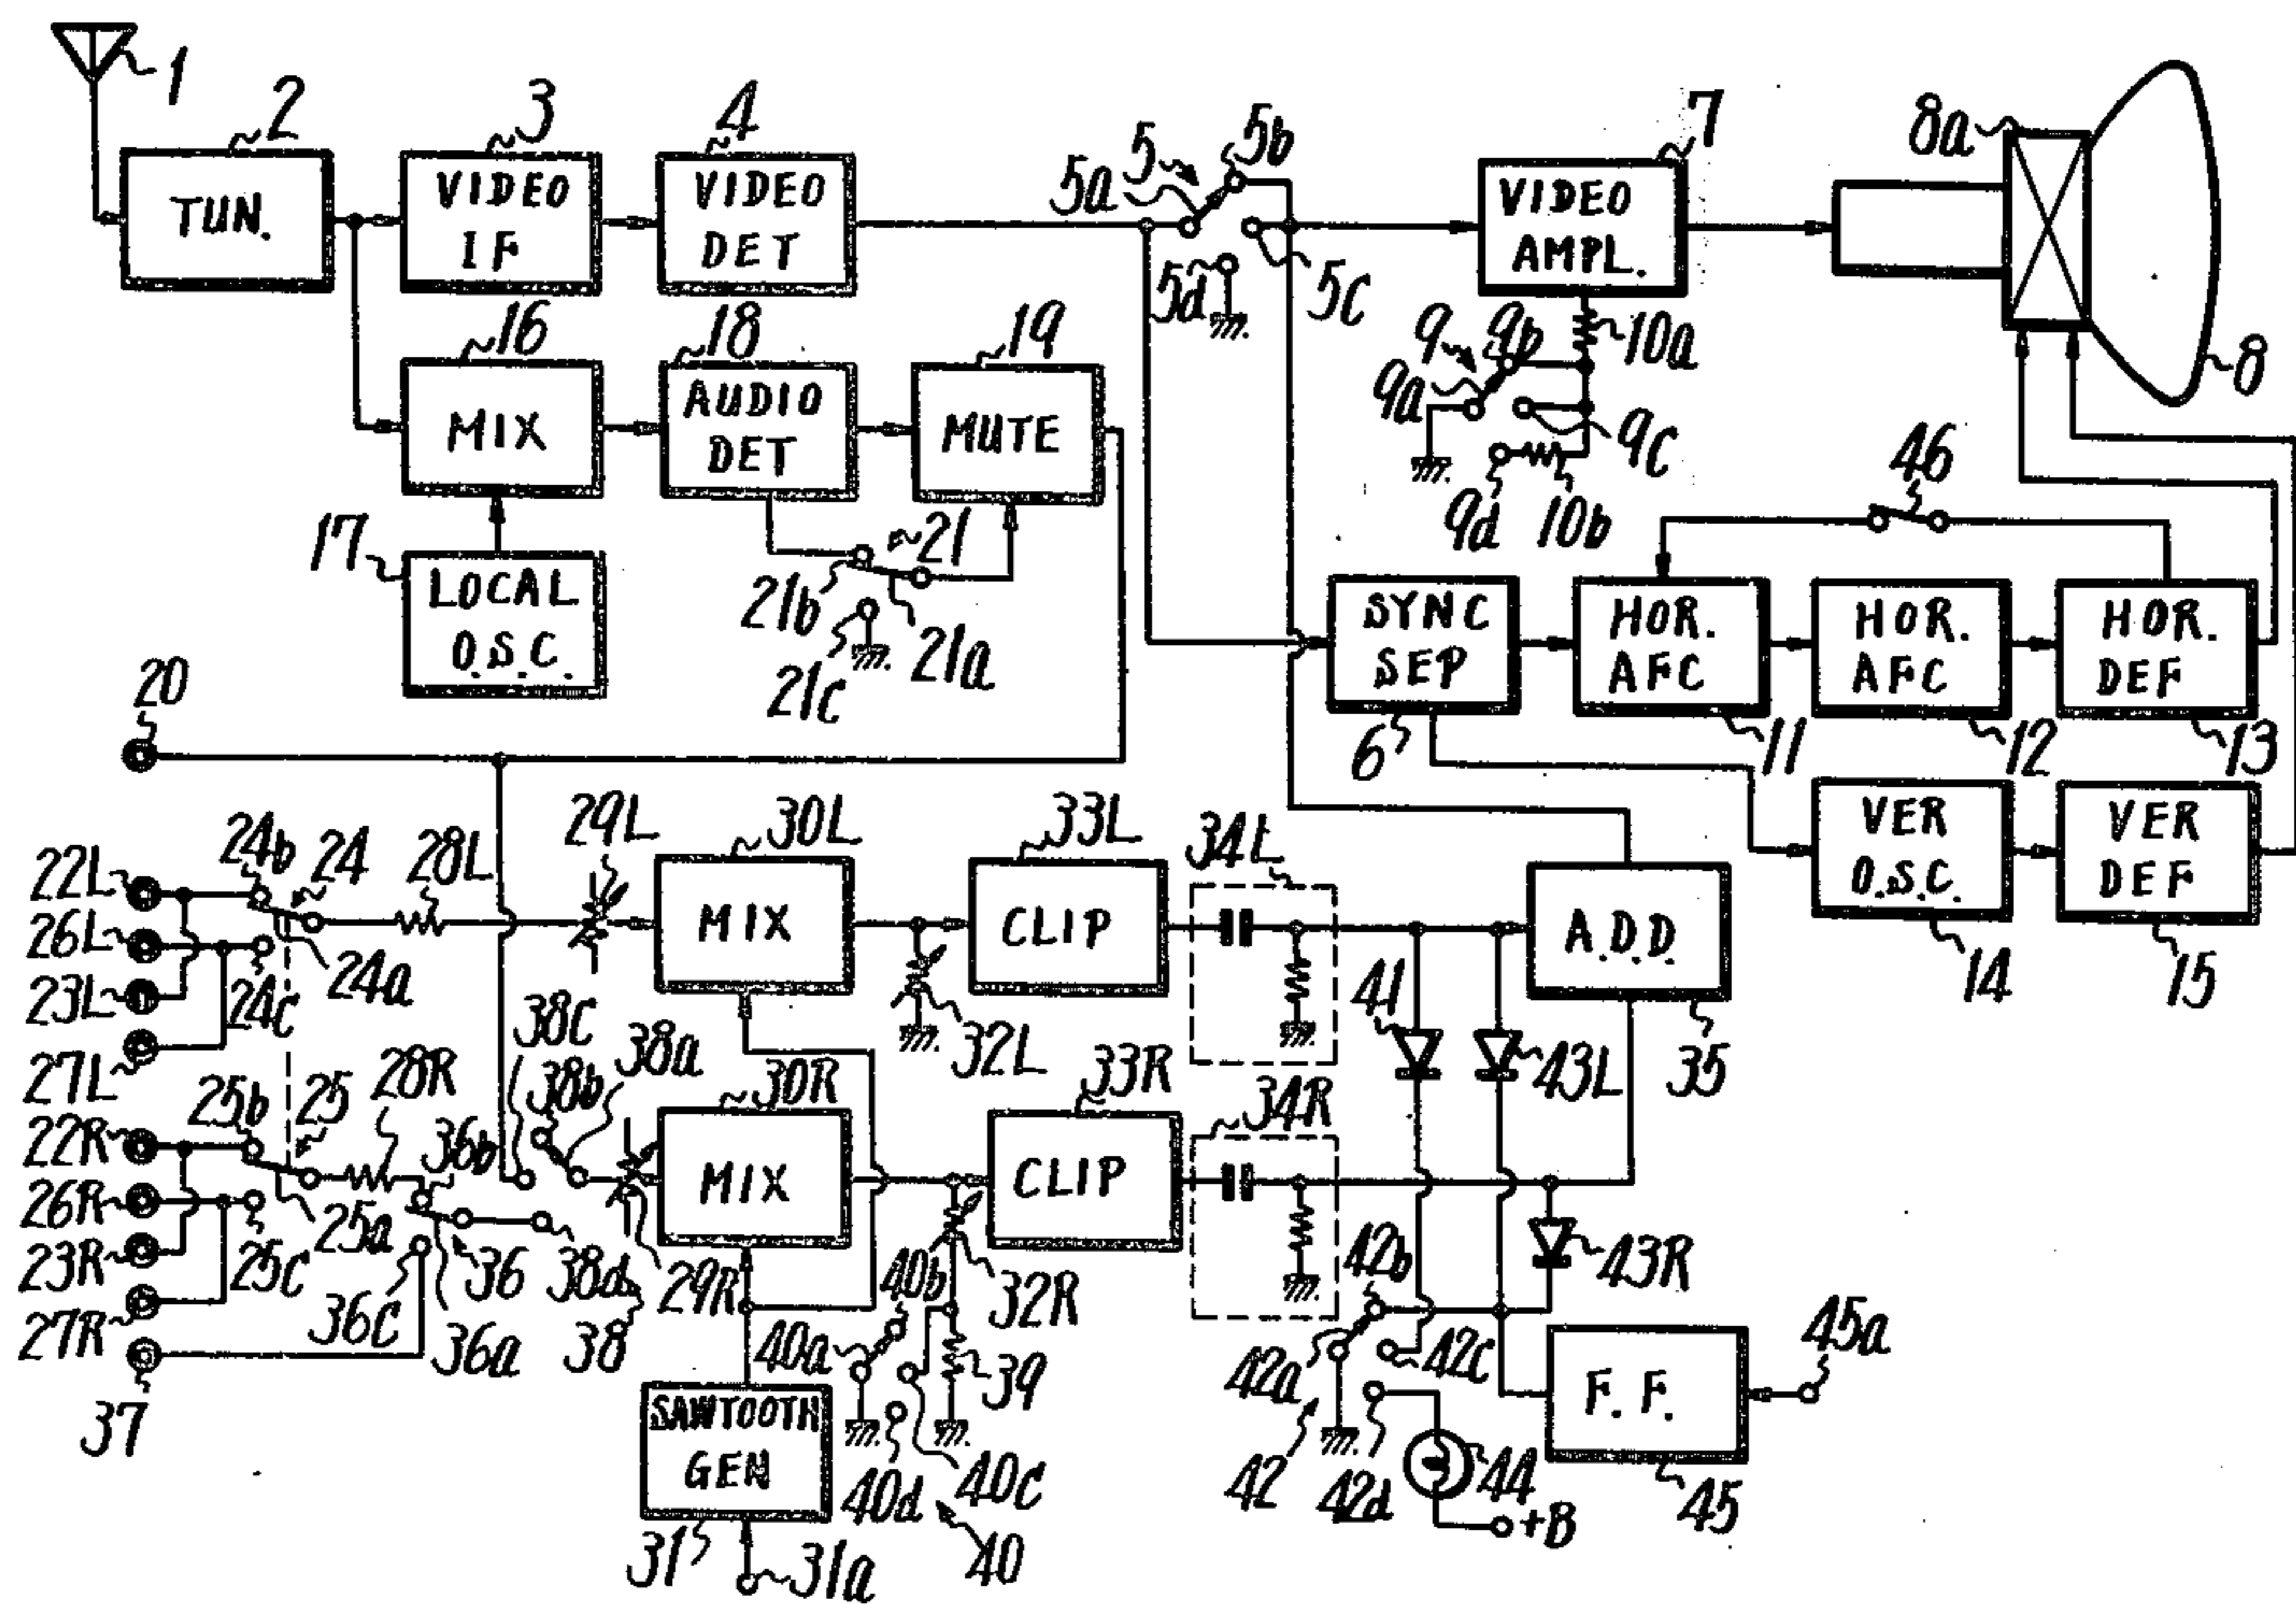 1
2
3
4
5
5a
5b
5c
5d
7
8a
8
TUN.
VIDEO
IF
VIDEO
DET
VIDEO
AMPL.
16
18
19
MIX
AUDIO
DET
MUTE
9
9a
9b
9c
9d
10a
10b
46
17
LOCAL
O.S.C.
21
21b
21a
21c
SYNC
SEP
HOR.
AFC
HOR.
AFC
HOR.
DEF
6
11
12
13
20
VER
O.S.C.
VER
DEF
14
15
22L
26L
23L
27L
24b
24
24a
24c
28L
29L
30L
MIX
33L
CLIP
32L
34L
A.D.D.
35
41
43L
22R
26R
23R
27R
37
25b
25
25a
25c
28R
36b
36
36c
36a
38c
38b
38a
38d
38
29R
30R
MIX
33R
CLIP
32R
34R
43R
40b
40a
40d
40c
40
39
SAWTOOTH
GEN
31
31a
42b
42a
42c
42
42d
44
+B
F.F.
45
45a